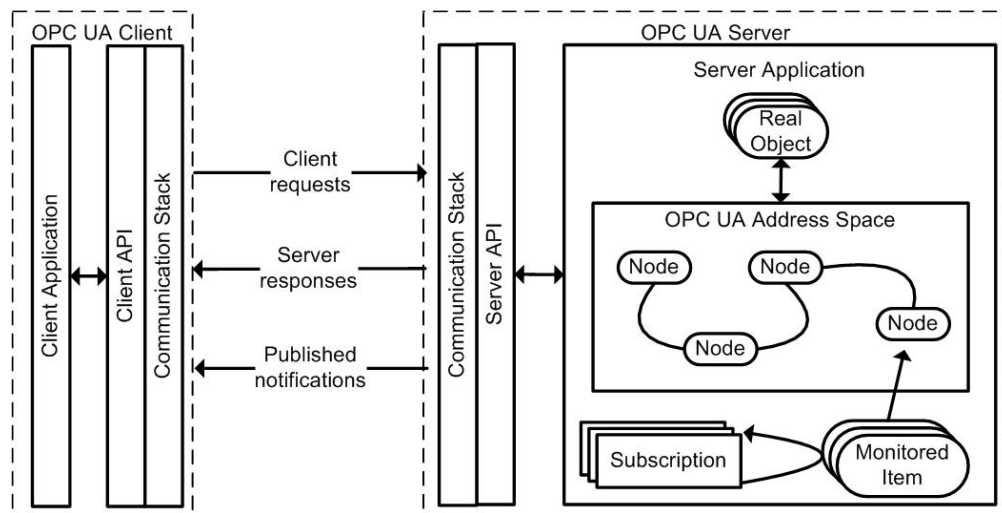 OPC UA Client
Client Application
Client API
Communication Stack
Client
requests
Server
responses
Published
notifications
OPC UA Server
Communication Stack
Server API
Server Application
Real
Object
OPC UA Address Space
Node
Node
Node
Node
Subscription
Monitored
Item